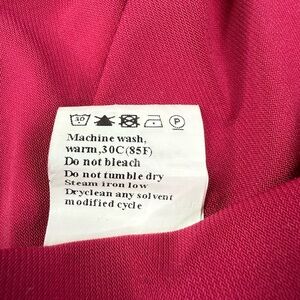 30
P
Machine wash,
warm,30C(85F)
Do not bleach
Do not tumble dry
Steam iron low
Dryclean any solvent
modified cycle